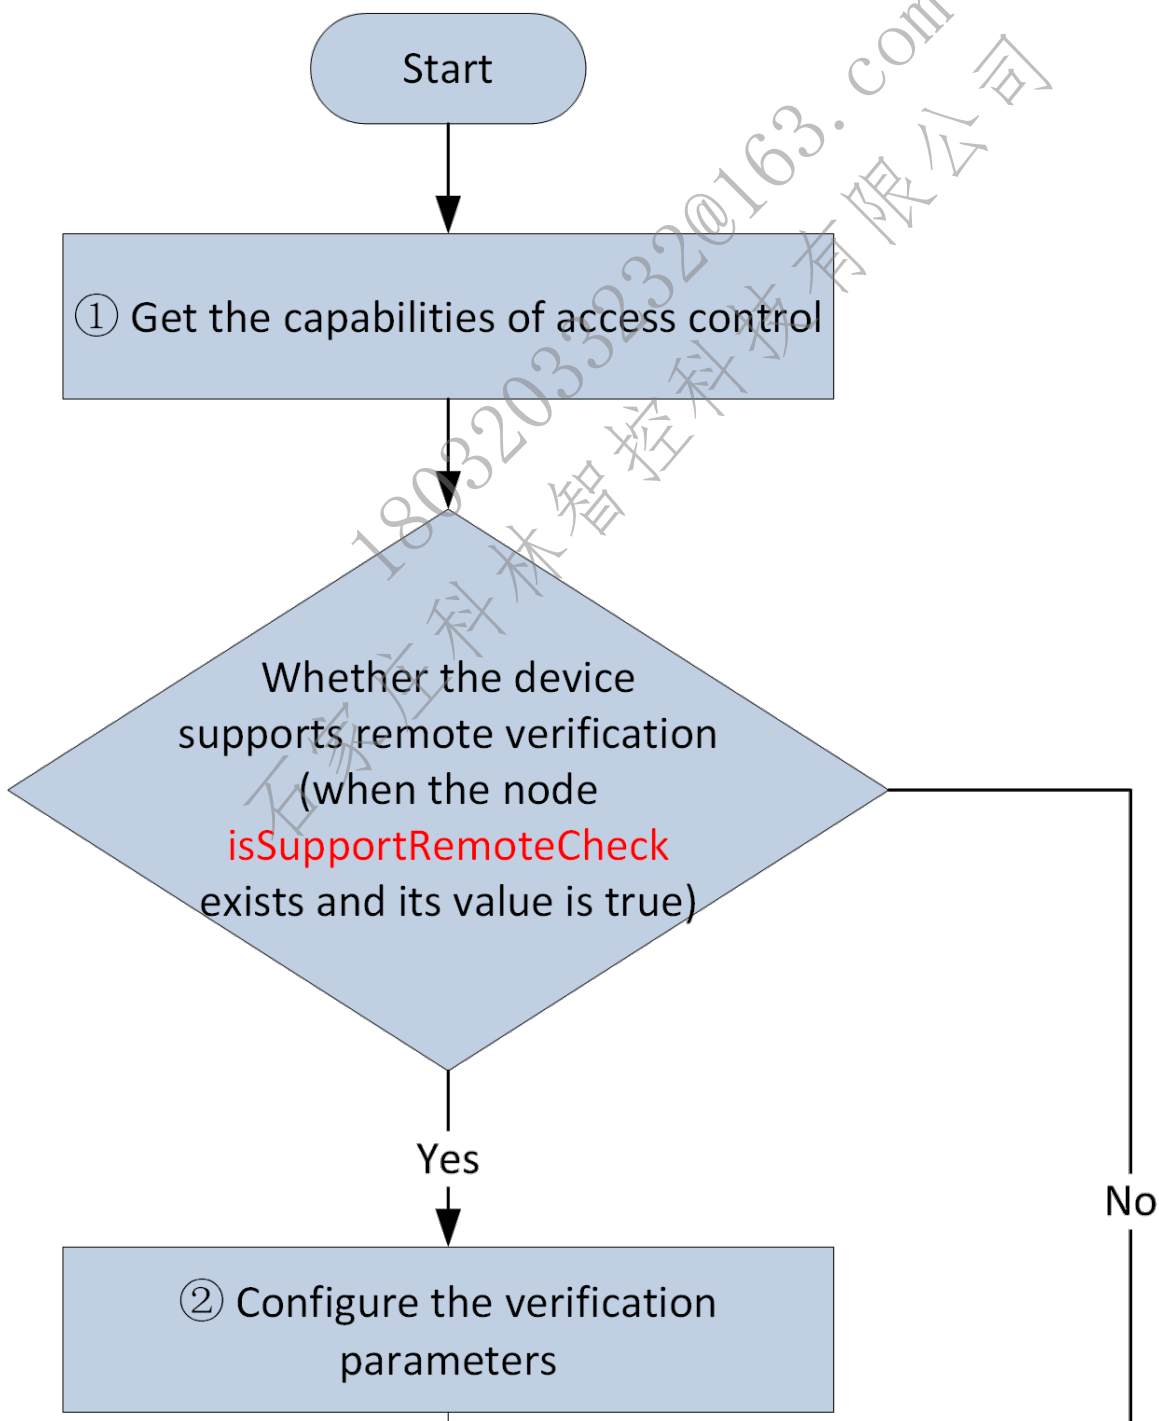 Start
① Get the capabilities of access control
18032033232@163.com
石家庄科林智控科技有限公司
Whether the device
supports remote verification
(when the node
isSupportRemoteCheck
exists and its value is true)
Yes
No
② Configure the verification
parameters